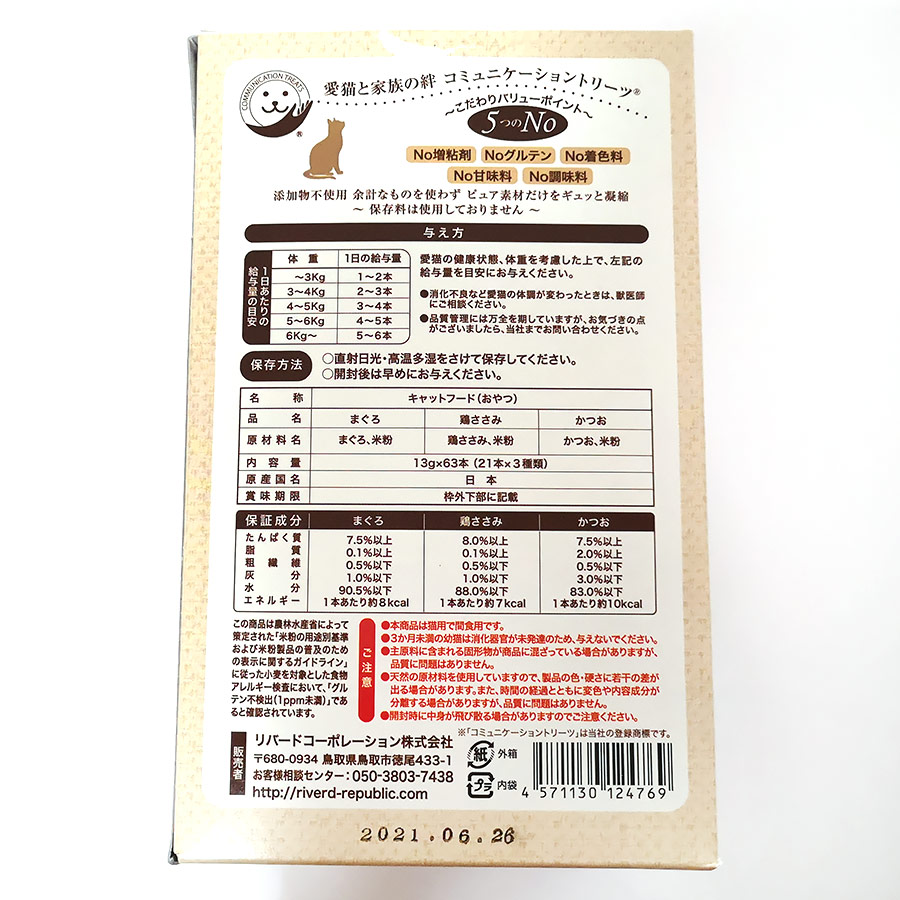 COMMUNICATION TREATS
®
愛猫と家族の絆 コミュニケーショントリーツ®
～こだわりバリューポイント～
5つのNo
No増粘剤 Noグルテン No着色料
No甘味料 No調味料
添加物不使用 余計なものを使わず ピュア素材だけをギュッと凝縮
～ 保存料は使用しておりません ～
与え方
1日あたりの給与量の目安
体重 1日の給与量
～3Kg 1～2本
3～4Kg 2～3本
4～5Kg 3～4本
5～6Kg 4～5本
6Kg～ 5～6本
愛猫の健康状態、体重を考慮した上で、左記の
給与量を目安にお与えください。
●消化不良など愛猫の体調が変わったときは、獣医師
にご相談ください。
●品質管理には万全を期していますが、お気づきの点
がございましたら、当社までお問い合わせください。
保存方法
○直射日光・高温多湿をさけて保存してください。
○開封後は早めにお与えください。
名称 キャットフード(おやつ)
品名 まぐろ 鶏ささみ かつお
原材料名 まぐろ、米粉 鶏ささみ、米粉 かつお、米粉
内容量 13g×63本(21本×3種類)
原産国名 日本
賞味期限 枠外下部に記載
保証成分 まぐろ 鶏ささみ かつお
たんぱく質 7.5%以上 8.0%以上 7.5%以上
脂質 0.1%以上 0.1%以上 2.0%以上
粗繊維 0.5%以下 0.5%以下 0.5%以下
灰分 1.0%以下 1.0%以下 3.0%以下
水分 90.5%以下 88.0%以下 83.0%以下
エネルギー 1本あたり約8kcal 1本あたり約7kcal 1本あたり約10kcal
この商品は農林水産省によって
策定された「米粉の用途別基準
および米粉製品の普及のため
の表示に関するガイドライン」
に従った小麦を対象とした食物
アレルギー検査において、「グル
テン不検出(1ppm未満)」であ
ると確認されています。
ご注意
●本商品は猫用で間食用です。
●3か月未満の幼猫は消化器官が未発達のため、与えないでください。
●主原料に含まれる固形物が商品に混ざっている場合がありますが、
品質に問題はありません。
●天然の原材料を使用していますので、製品の色・硬さに若干の差が
出る場合があります。また、時間の経過とともに変色や内容成分が
分離する場合がありますが、品質に問題はありません。
●開封時に中身が飛び散る場合がありますのでご注意ください。
※「コミュニケーショントリーツ」は当社の登録商標です。
販売者
リバードコーポレーション株式会社
〒680-0934 鳥取県鳥取市徳尾433-1
お客様相談センター:050-3803-7438
http://riverd-republic.com
紙 外箱
プラ 内袋
4 571130 124769
2021.06.26